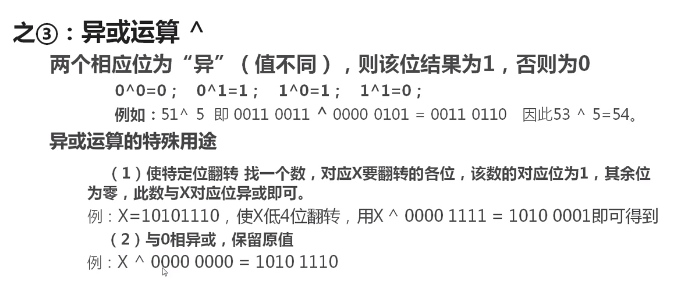 之③：异或运算 ^
两个相应位为“异”（值不同），则该位结果为1，否则为0
0^0=0； 0^1=1； 1^0=1； 1^1=0；
例如：51^ 5 即 0011 0011 ^ 0000 0101 = 0011 0110 因此53 ^ 5=54。
异或运算的特殊用途
（1）使特定位翻转 找一个数，对应X要翻转的各位，该数的对应位为1，其余位
为零，此数与X对应位异或即可。
例：X=10101110，使X低4位翻转，用X ^ 0000 1111 = 1010 0001即可得到
（2）与0相异或，保留原值
例：X ^ 0000 0000 = 1010 1110